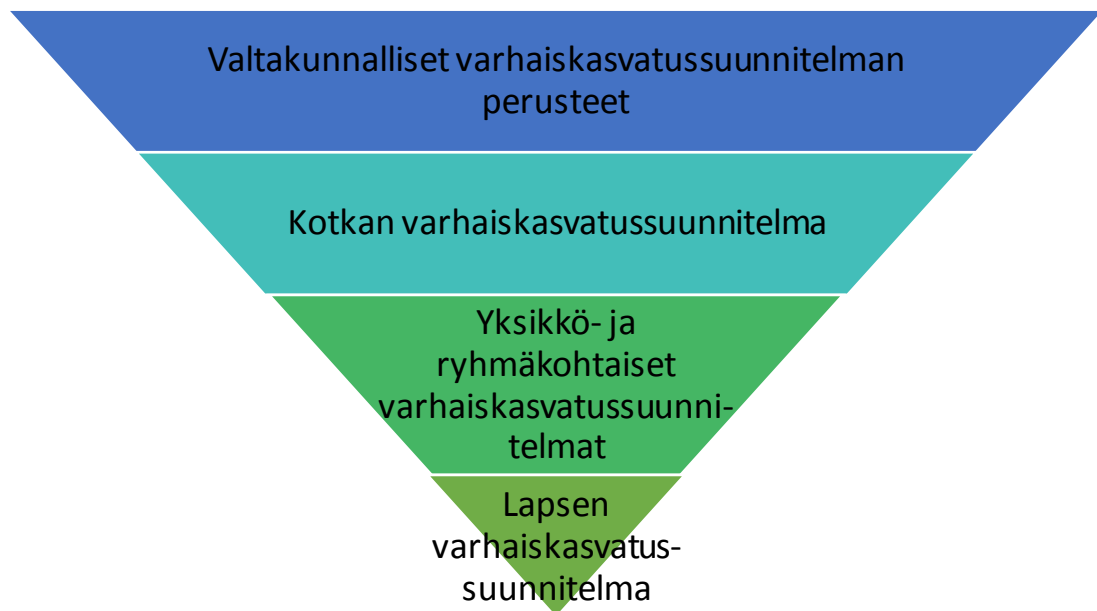 Valtakunnalliset varhaiskasvatussuunnitelman
perusteet
Kotkan varhaiskasvatussuunnitelma
Yksikkö- ja
ryhmäkohtaiset
varhaiskasvatussuunni-
telmat
Lapsen
varhaiskasvatus-
suunnitelma